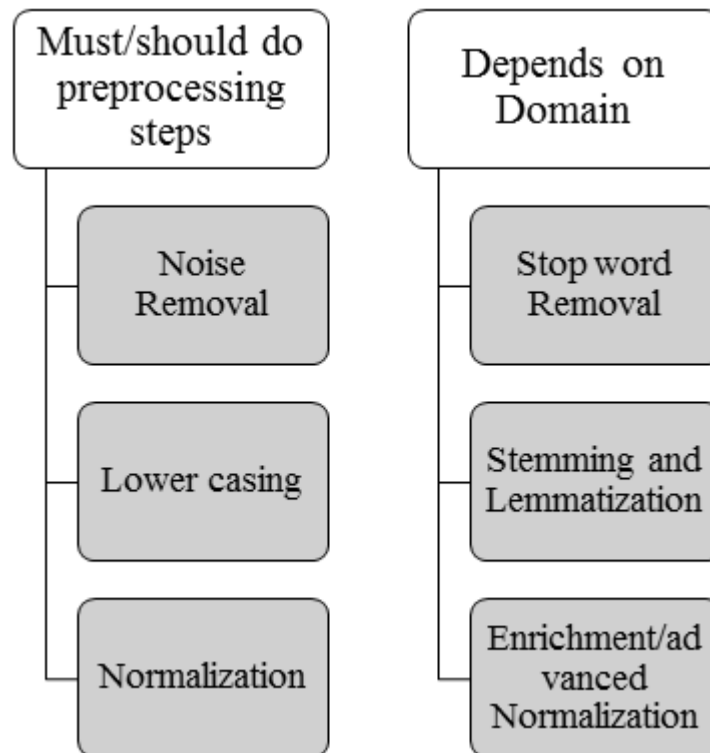 Must/should do
preprocessing
steps
Noise
Removal
Lower casing
Normalization
Depends on
Domain
Stop word
Removal
Stemming and
Lemmatization
Enrichment/ad
vanced
Normalization